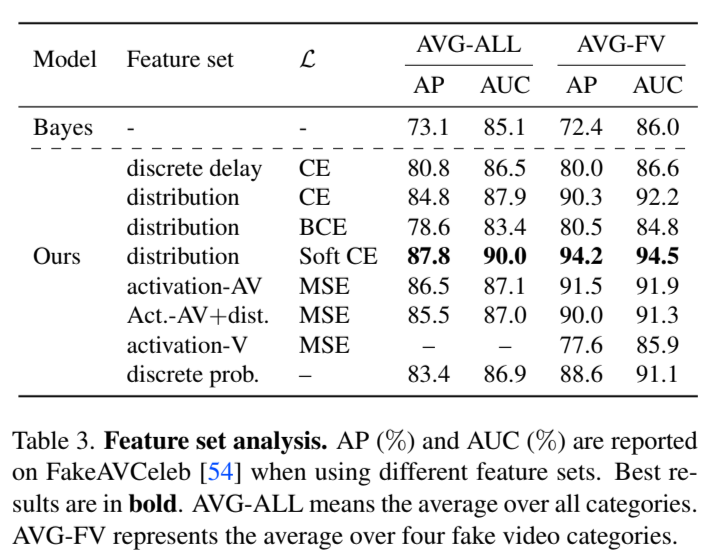 Model Feature set ℒ AVG-ALL AVG-FV
AP AUC AP AUC
Bayes - - 73.1 85.1 72.4 86.0
discrete delay CE 80.8 86.5 80.0 86.6
distribution CE 84.8 87.9 90.3 92.2
distribution BCE 78.6 83.4 80.5 84.8
Ours distribution Soft CE 87.8 90.0 94.2 94.5
activation-AV MSE 86.5 87.1 91.5 91.9
Act.-AV+dist. MSE 85.5 87.0 90.0 91.3
activation-V MSE – – 77.6 85.9
discrete prob. – 83.4 86.9 88.6 91.1
Table 3. Feature set analysis. AP (%) and AUC (%) are reported
on FakeAVCeleb [54] when using different feature sets. Best re-
sults are in bold. AVG-ALL means the average over all categories.
AVG-FV represents the average over four fake video categories.